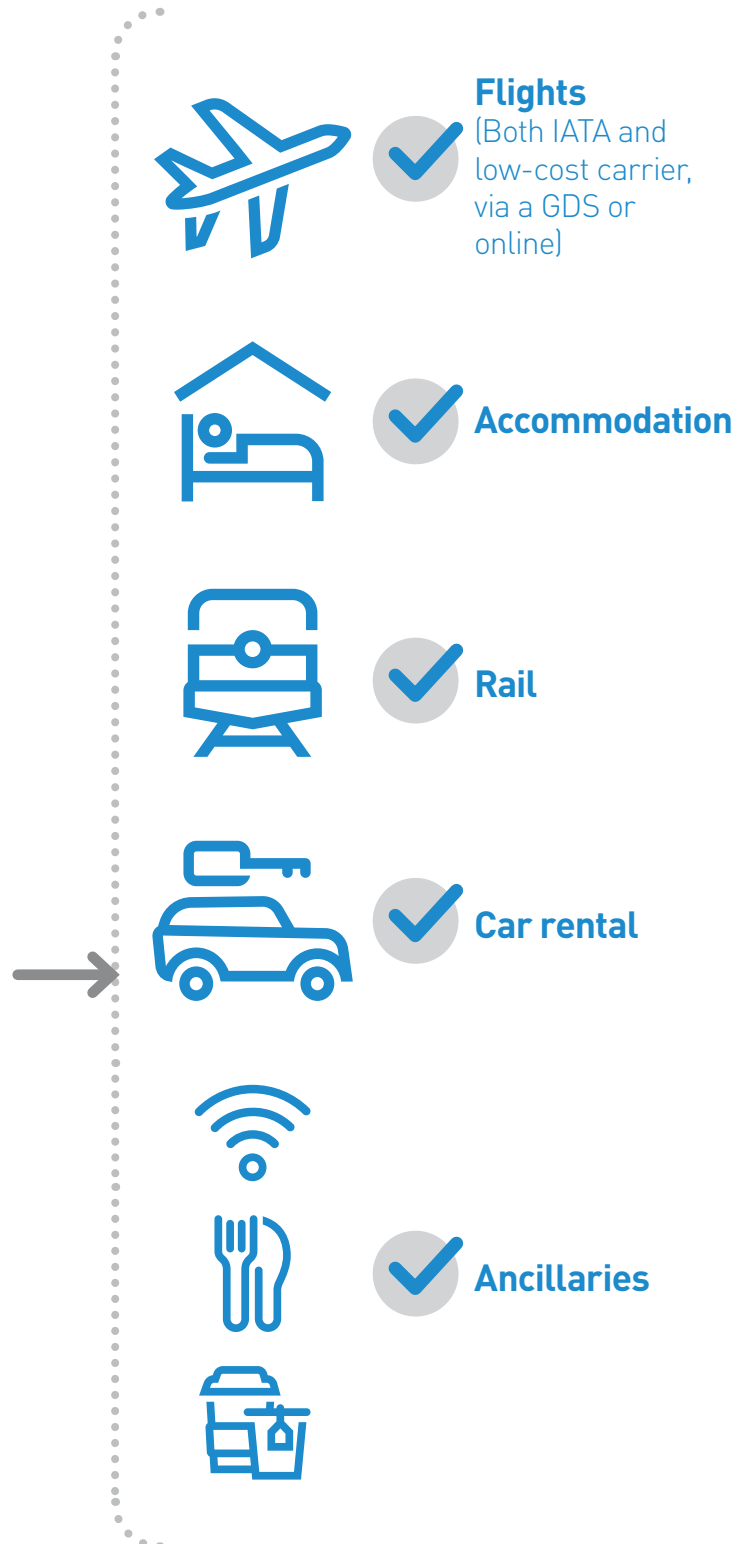 Flights
(Both IATA and
low-cost carrier,
via a GDS or
online)
Accommodation
Rail
Car rental
Ancillaries